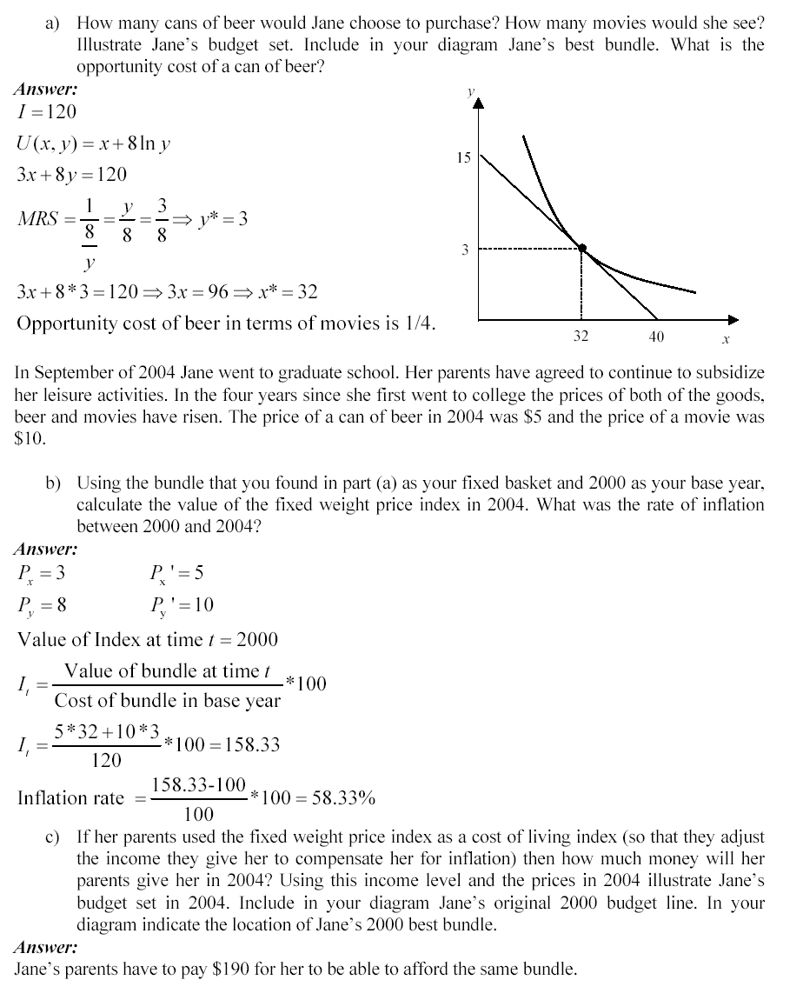 a) How many cans of beer would Jane choose to purchase? How many movies would she see?
Illustrate Jane's budget set. Include in your diagram Jane's best bundle. What is the
opportunity cost of a can of beer?
Answer:
I = 120
U(x, y) = x + 8 ln y
3x + 8y = 120
MRS = 1/(8/y) = y/8 = 3/8 ⇒ y* = 3
3x + 8*3 = 120 ⇒ 3x = 96 ⇒ x* = 32
Opportunity cost of beer in terms of movies is 1/4.
y
15
3
32
40
x
In September of 2004 Jane went to graduate school. Her parents have agreed to continue to subsidize
her leisure activities. In the four years since she first went to college the prices of both of the goods,
beer and movies have risen. The price of a can of beer in 2004 was $5 and the price of a movie was
$10.
b) Using the bundle that you found in part (a) as your fixed basket and 2000 as your base year,
calculate the value of the fixed weight price index in 2004. What was the rate of inflation
between 2000 and 2004?
Answer:
P_x = 3 P_x' = 5
P_y = 8 P_y' = 10
Value of Index at time t = 2000
I_t = Value of bundle at time t / Cost of bundle in base year *100
I_t = 5*32+10*3 / 120 *100 = 158.33
Inflation rate = 158.33-100 / 100 *100 = 58.33%
c) If her parents used the fixed weight price index as a cost of living index (so that they adjust
the income they give her to compensate her for inflation) then how much money will her
parents give her in 2004? Using this income level and the prices in 2004 illustrate Jane's
budget set in 2004. Include in your diagram Jane's original 2000 budget line. In your
diagram indicate the location of Jane's 2000 best bundle.
Answer:
Jane's parents have to pay $190 for her to be able to afford the same bundle.